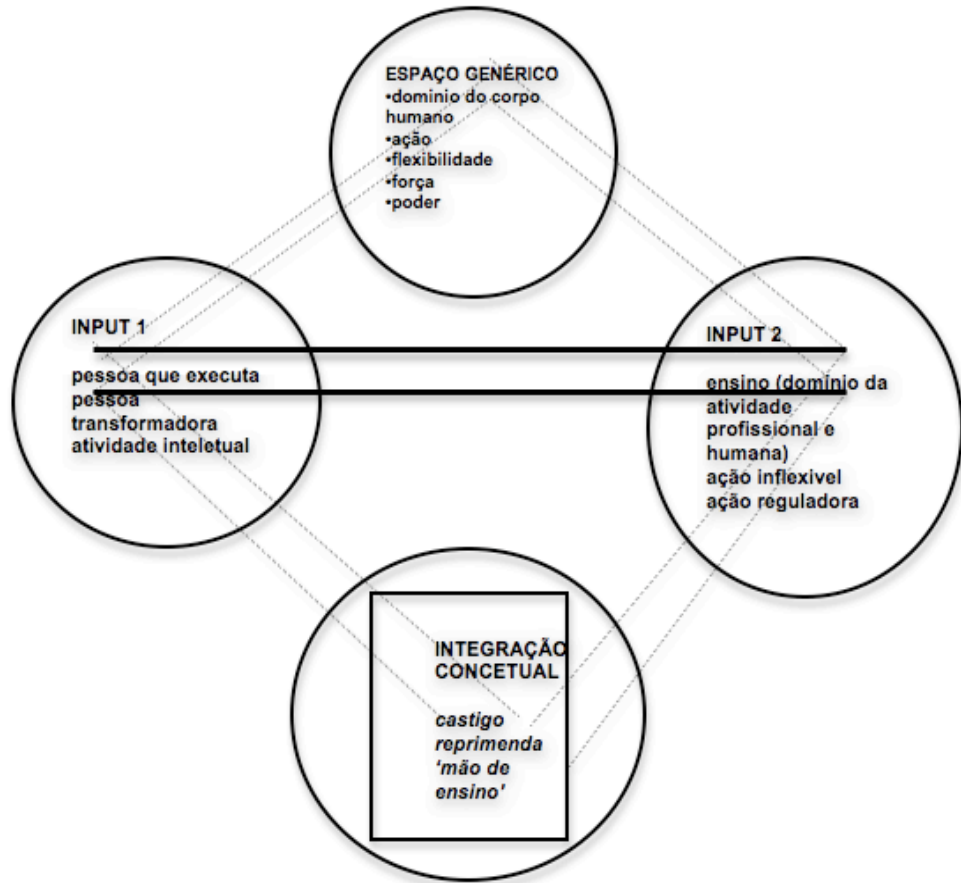 ESPAÇO GENÉRICO
•dominio do corpo
humano
•ação
•flexibilidade
•força
•poder
INPUT 1
pessoa que executa
pessoa
transformadora
atividade inteletual
INPUT 2
ensino (domínio da
atividade
profissional e
humana)
ação inflexivel
ação reguladora
INTEGRAÇÃO
CONCETUAL
castigo
reprimenda
‘mão de
ensino’